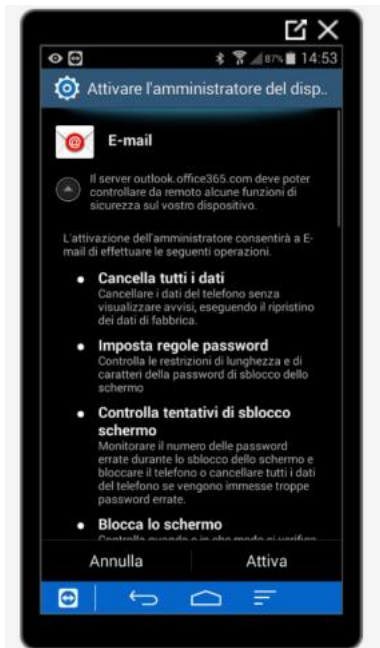 87% 14:53
Attivare l'amministratore del disp..
E-mail
Il server outlook.office365.com deve poter
controllare da remoto alcune funzioni di
sicurezza sul vostro dispositivo.
L'attivazione dell'amministratore consentirà a E-
mail di effettuare le seguenti operazioni.
• Cancella tutti i dati
Cancellare i dati del telefono senza
visualizzare avvisi, eseguendo il ripristino
dei dati di fabbrica.
• Imposta regole password
Controlla le restrizioni di lunghezza e di
caratteri della password di sblocco dello
schermo
• Controlla tentativi di sblocco
schermo
Monitorare il numero delle password
errate durante lo sblocco dello schermo e
bloccare il telefono o cancellare tutti i dati
del telefono se vengono immesse troppe
password errate.
• Blocca lo schermo
Annulla Attiva